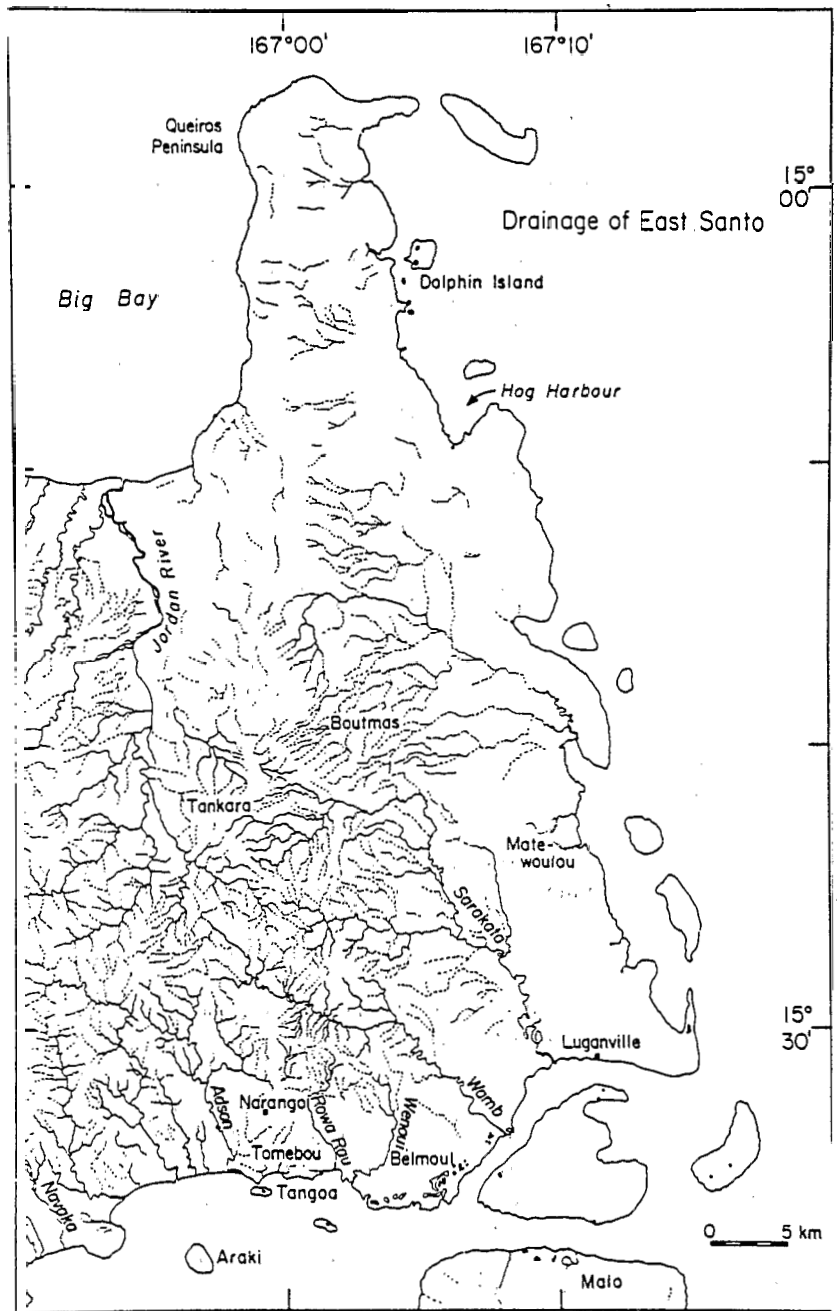 167°00'
167°10'
Queiros
Peninsula
15°
00'
Drainage of East Santo
Dolphin Island
Big Bay
Hog Harbour
Jordan River
Boutmas
Tankara
Mate-
woulou
Sarakata
15°
30'
Luganville
Adson
Narango
Rowa Rau
Wenoui
Wamb
Tomebou
Belmoul
Tangoa
Navaka
0 5 km
Araki
Malo